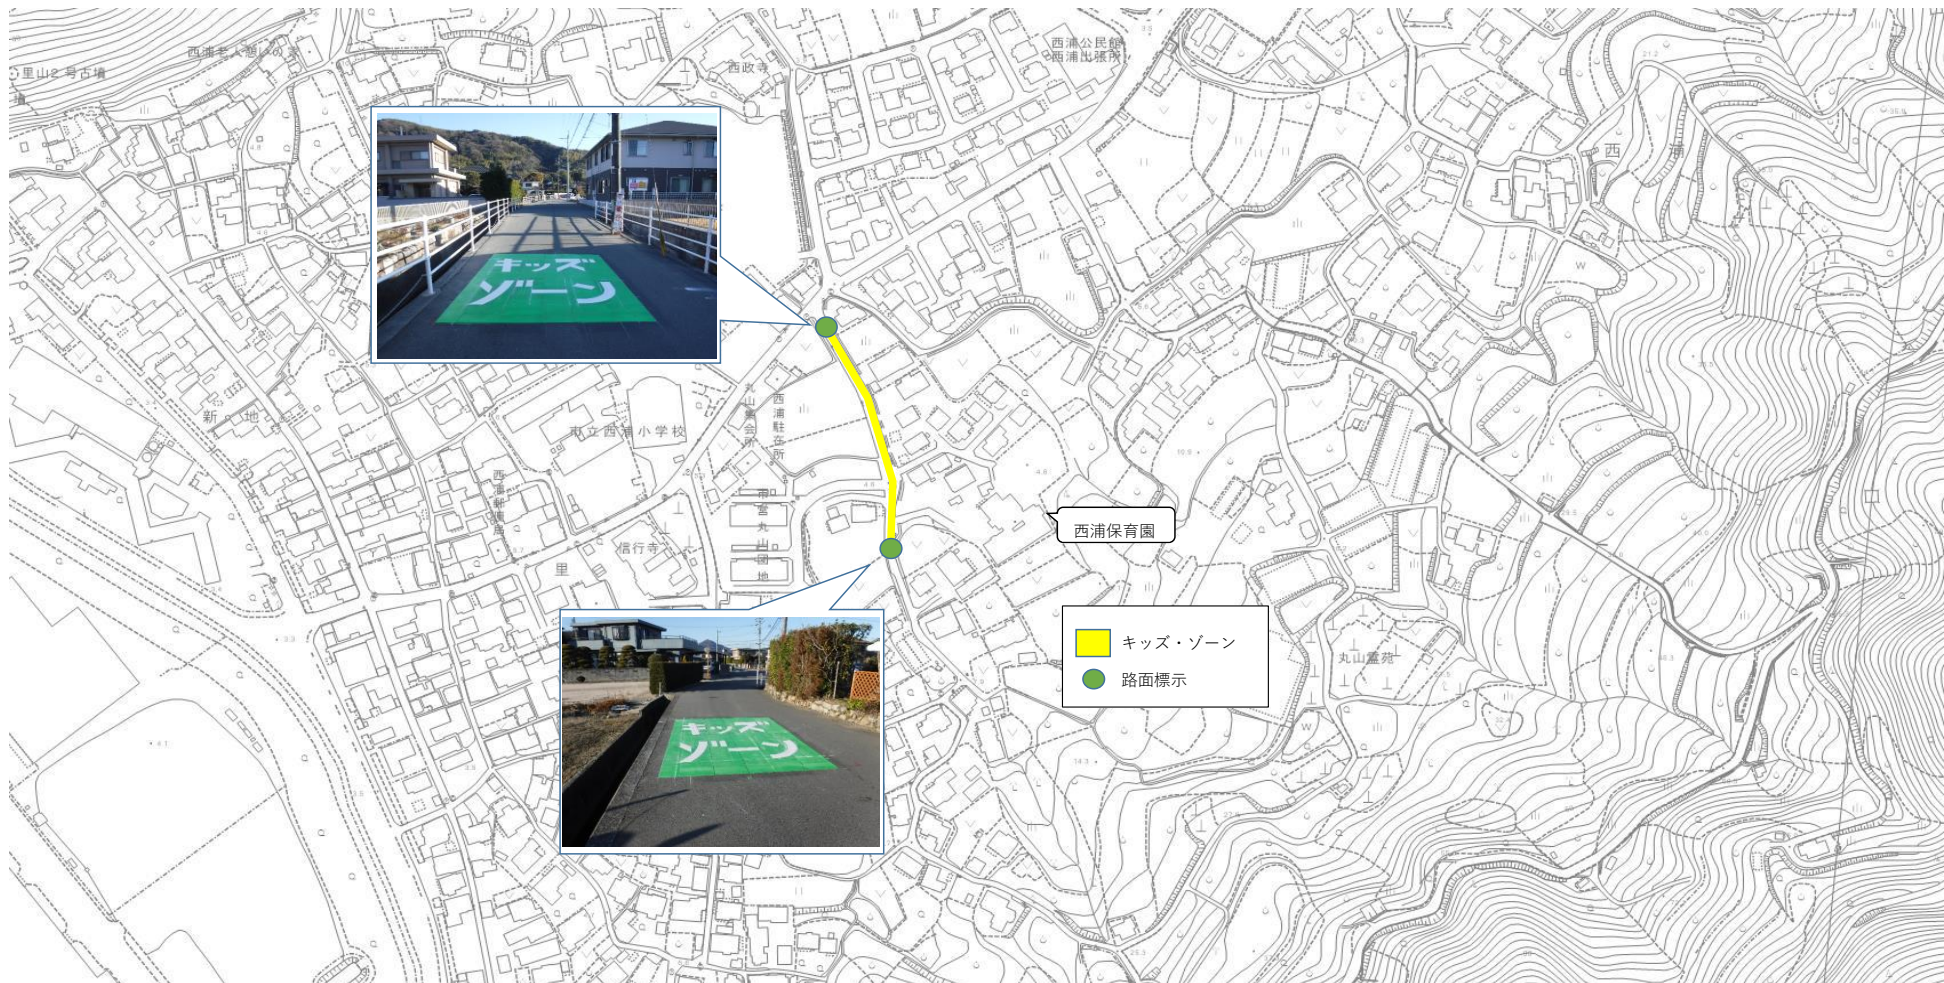 西浦老人憩いの家
里山2号古墳
西政寺
西浦公民館
西浦出張所
西浦
キッズ
ゾーン
新地
市立西浦小学校
丸山集会所
西浦駐在所
西浦郵便局
市営丸山団地
信行寺
里
西浦保育園
キッズ・ゾーン
路面標示
丸山霊苑
キッズ
ゾーン